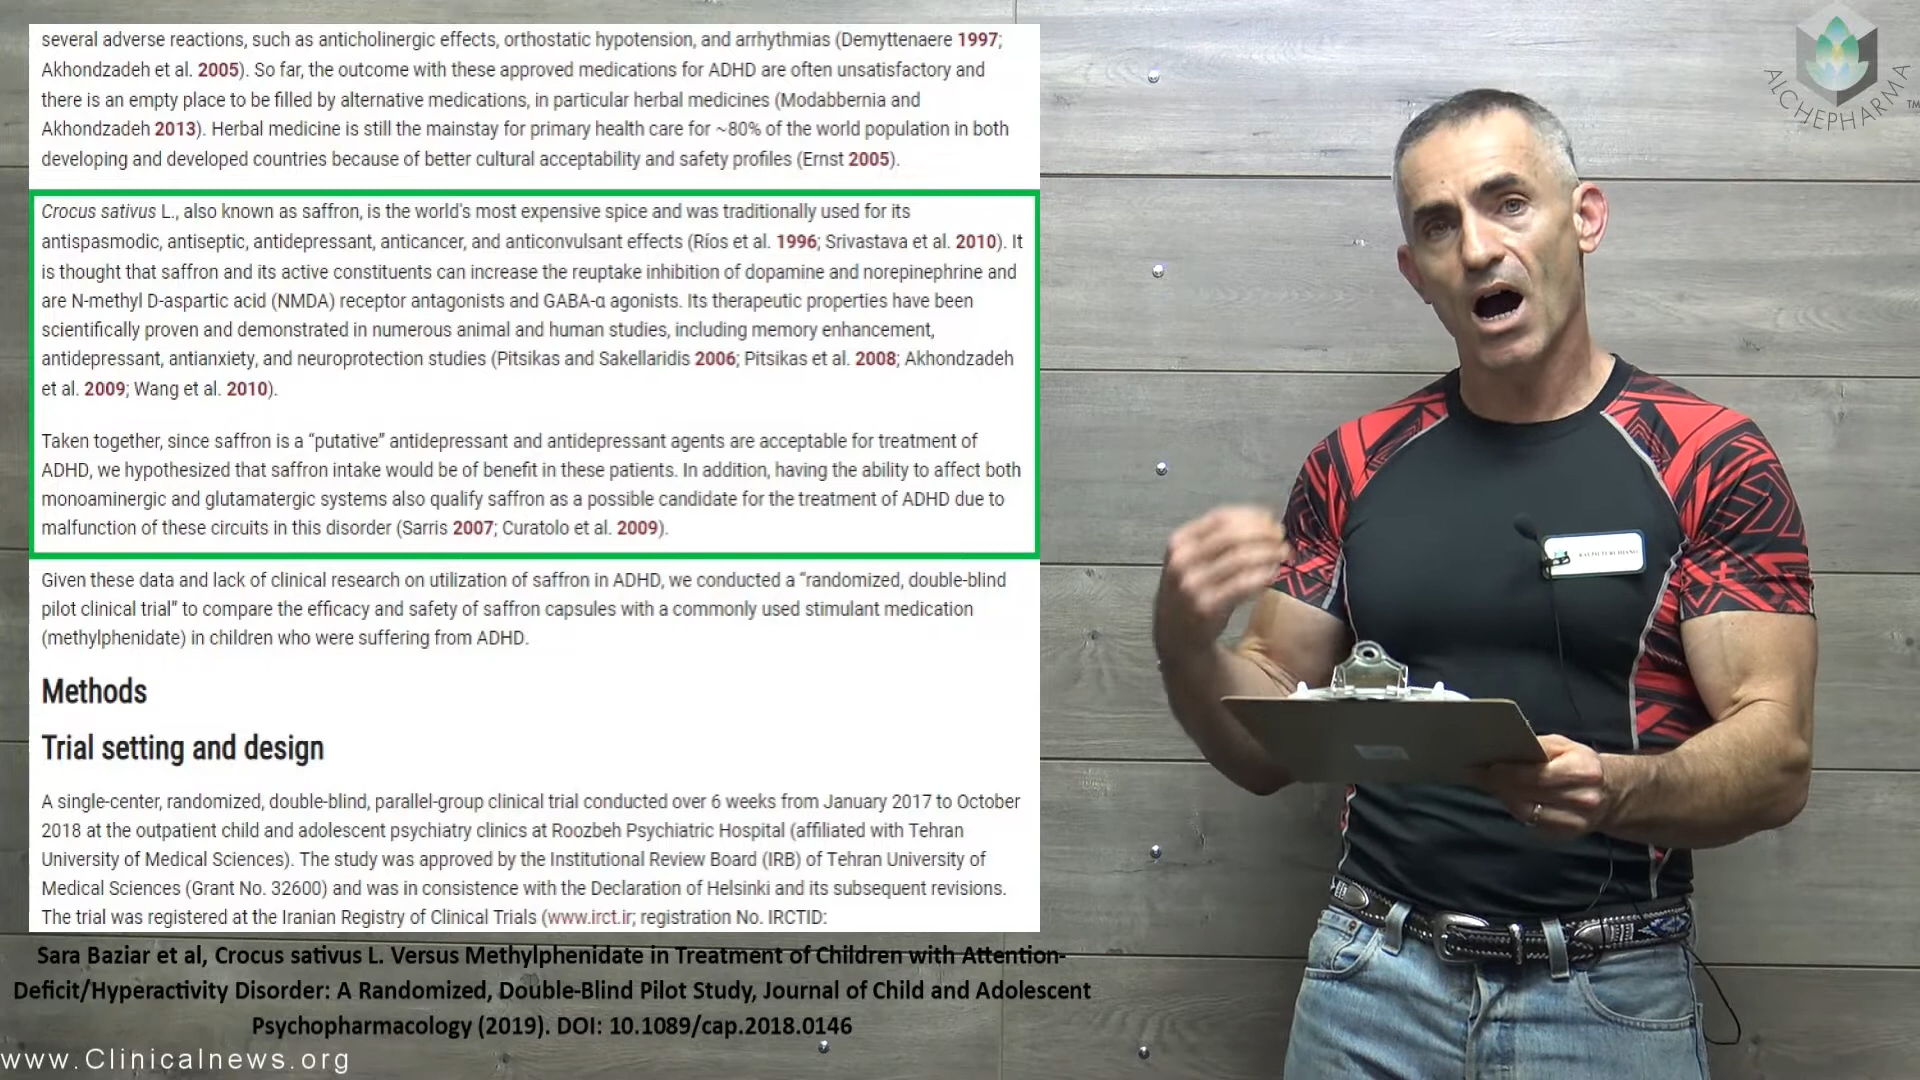 several adverse reactions, such as anticholinergic effects, orthostatic hypotension, and arrhythmias (Demyttenaere 1997;
Akhondzadeh et al. 2005). So far, the outcome with these approved medications for ADHD are often unsatisfactory and
there is an empty place to be filled by alternative medications, in particular herbal medicines (Modabbernia and
Akhondzadeh 2013). Herbal medicine is still the mainstay for primary health care for ~80% of the world population in both
developing and developed countries because of better cultural acceptability and safety profiles (Ernst 2005).
Crocus sativus L., also known as saffron, is the world's most expensive spice and was traditionally used for its
antispasmodic, antiseptic, antidepressant, anticancer, and anticonvulsant effects (Ríos et al. 1996; Srivastava et al. 2010). It
is thought that saffron and its active constituents can increase the reuptake inhibition of dopamine and norepinephrine and
are N-methyl D-aspartic acid (NMDA) receptor antagonists and GABA-α agonists. Its therapeutic properties have been
scientifically proven and demonstrated in numerous animal and human studies, including memory enhancement,
antidepressant, antianxiety, and neuroprotection studies (Pitsikas and Sakellaridis 2006; Pitsikas et al. 2008; Akhondzadeh
et al. 2009; Wang et al. 2010).
Taken together, since saffron is a “putative” antidepressant and antidepressant agents are acceptable for treatment of
ADHD, we hypothesized that saffron intake would be of benefit in these patients. In addition, having the ability to affect both
monoaminergic and glutamatergic systems also qualify saffron as a possible candidate for the treatment of ADHD due to
malfunction of these circuits in this disorder (Sarris 2007; Curatolo et al. 2009).
Given these data and lack of clinical research on utilization of saffron in ADHD, we conducted a “randomized, double-blind
pilot clinical trial” to compare the efficacy and safety of saffron capsules with a commonly used stimulant medication
(methylphenidate) in children who were suffering from ADHD.
Methods
Trial setting and design
A single-center, randomized, double-blind, parallel-group clinical trial conducted over 6 weeks from January 2017 to October
2018 at the outpatient child and adolescent psychiatry clinics at Roozbeh Psychiatric Hospital (affiliated with Tehran
University of Medical Sciences). The study was approved by the Institutional Review Board (IRB) of Tehran University of
Medical Sciences (Grant No. 32600) and was in consistence with the Declaration of Helsinki and its subsequent revisions.
The trial was registered at the Iranian Registry of Clinical Trials (www.irct.ir; registration No. IRCTID:
Sara Baziar et al, Crocus sativus L. Versus Methylphenidate in Treatment of Children with Attention-
Deficit/Hyperactivity Disorder: A Randomized, Double-Blind Pilot Study, Journal of Child and Adolescent
Psychopharmacology (2019). DOI: 10.1089/cap.2018.0146
www.Clinicalnews.org
ALCHEPHARMA TM